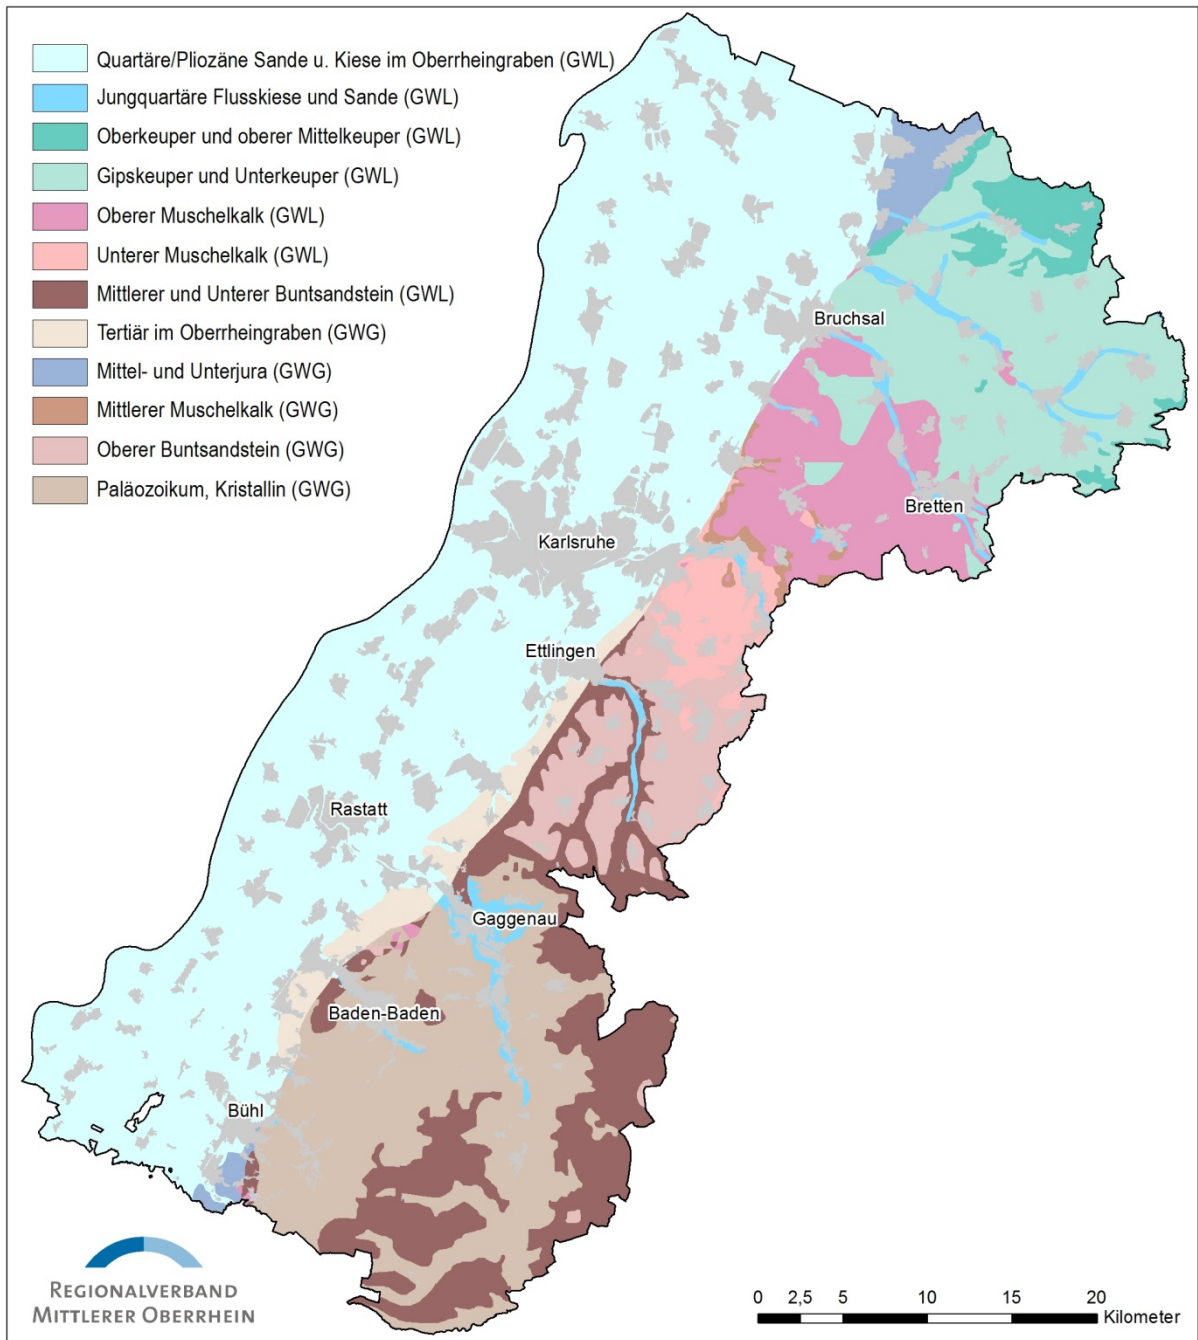 Quartäre/Pliozäne Sande u. Kiese im Oberrheingraben (GWL)
Jungquartäre Flusskiese und Sande (GWL)
Oberkeuper und oberer Mittelkeuper (GWL)
Gipskeuper und Unterkeuper (GWL)
Oberer Muschelkalk (GWL)
Unterer Muschelkalk (GWL)
Mittlerer und Unterer Buntsandstein (GWL)
Tertiär im Oberrheingraben (GWG)
Mittel- und Unterjura (GWG)
Mittlerer Muschelkalk (GWG)
Oberer Buntsandstein (GWG)
Paläozoikum, Kristallin (GWG)
Bruchsal
Bretten
Karlsruhe
Ettlingen
Rastatt
Gaggenau
Baden-Baden
Bühl
REGIONALVERBAND
MITTLERER OBERRHEIN
0 2,5 5 10 15 20
Kilometer